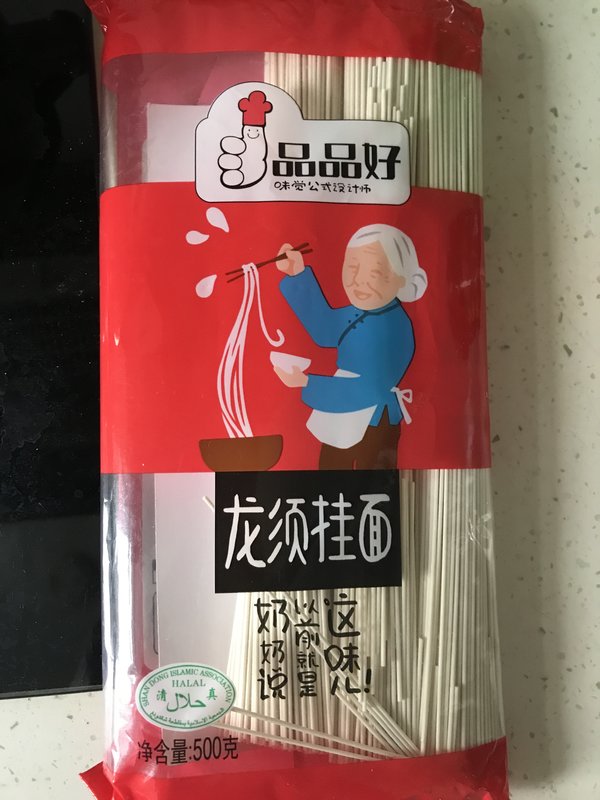 品品好
味觉公式设计师
龙须挂面
奶奶说
以前就是
这味儿!
SHAN DONG ISLAMIC ASSOCIATION
HALAL
清 真
حلال
净含量:500克